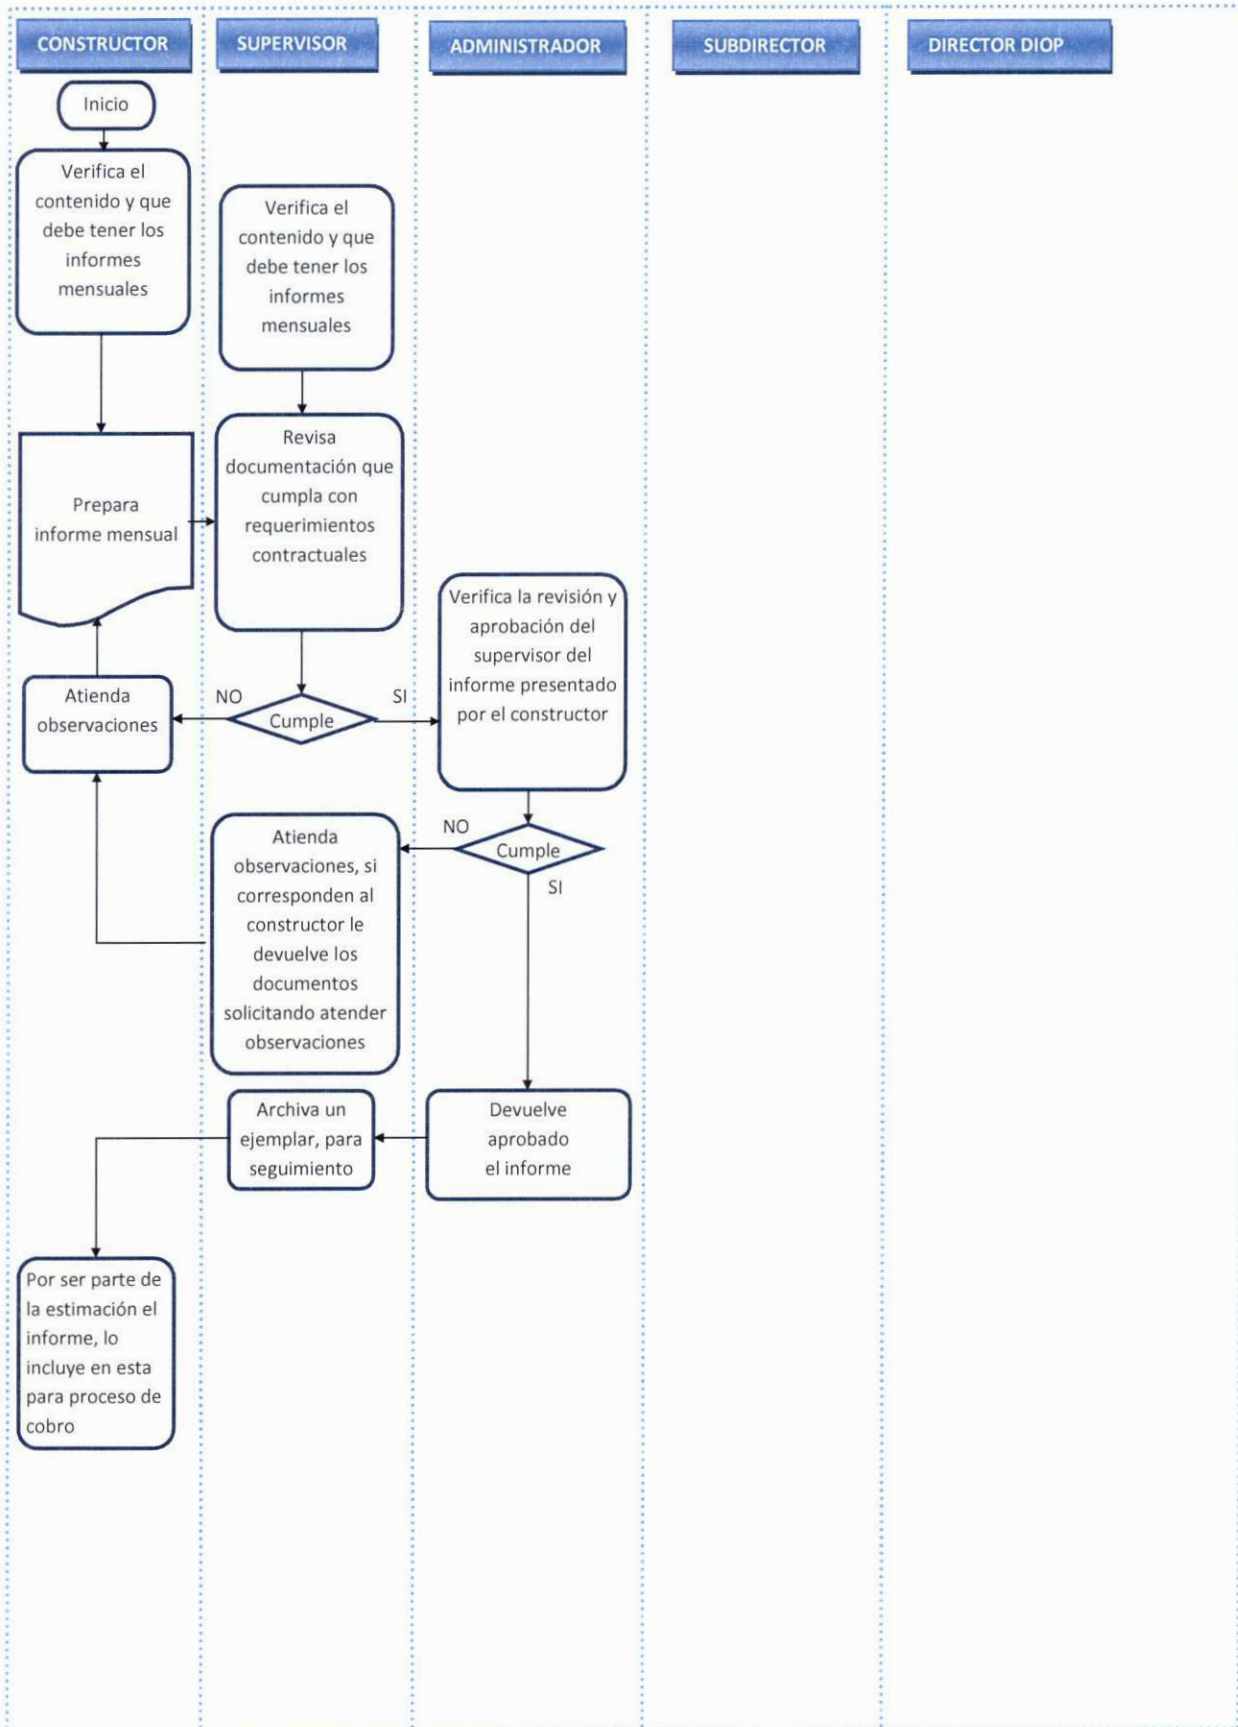 CONSTRUCTOR
SUPERVISOR
ADMINISTRADOR
SUBDIRECTOR
DIRECTOR DIOP
Inicio
Verifica el
contenido y que
debe tener los
informes
mensuales
Verifica el
contenido y que
debe tener los
informes
mensuales
Prepara
informe mensual
Revisa
documentación que
cumpla con
requerimientos
contractuales
Verifica la revisión y
aprobación del
supervisor del
informe presentado
por el constructor
Atienda
observaciones
NO
Cumple
SI
Atienda
observaciones, si
corresponden al
constructor le
devuelve los
documentos
solicitando atender
observaciones
NO
Cumple
SI
Archiva un
ejemplar, para
seguimiento
Devuelve
aprobado
el informe
Por ser parte de
la estimación el
informe, lo
incluye en esta
para proceso de
cobro